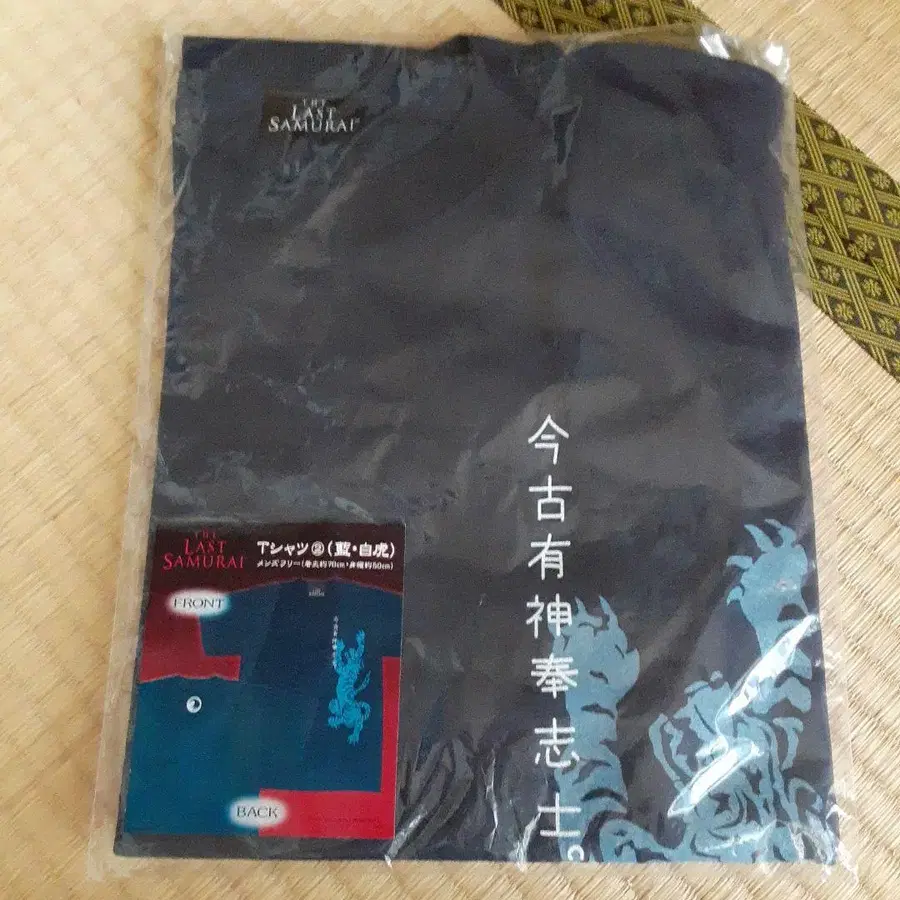 THE
LAST
SAMURAI
今古有神奉志士。
THE
LAST
SAMURAI
Tシャツ②(藍・白虎)
メンズフリー(着丈約70cm・身幅約50cm)
FRONT
BACK